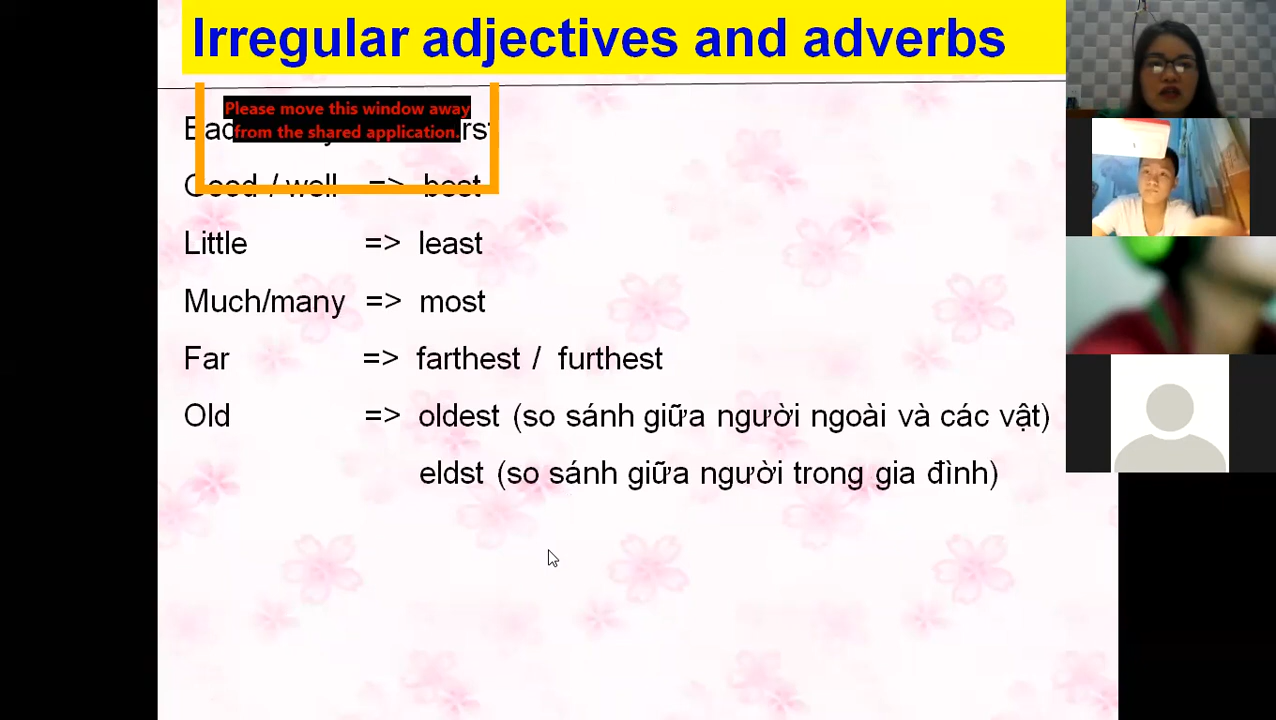 Irregular adjectives and adverbs
Please move this window away
from the shared application.
Good / well => best
Little => least
Much/many => most
Far => farthest / furthest
Old => oldest (so sánh giữa người ngoài và các vật)
eldst (so sánh giữa người trong gia đình)